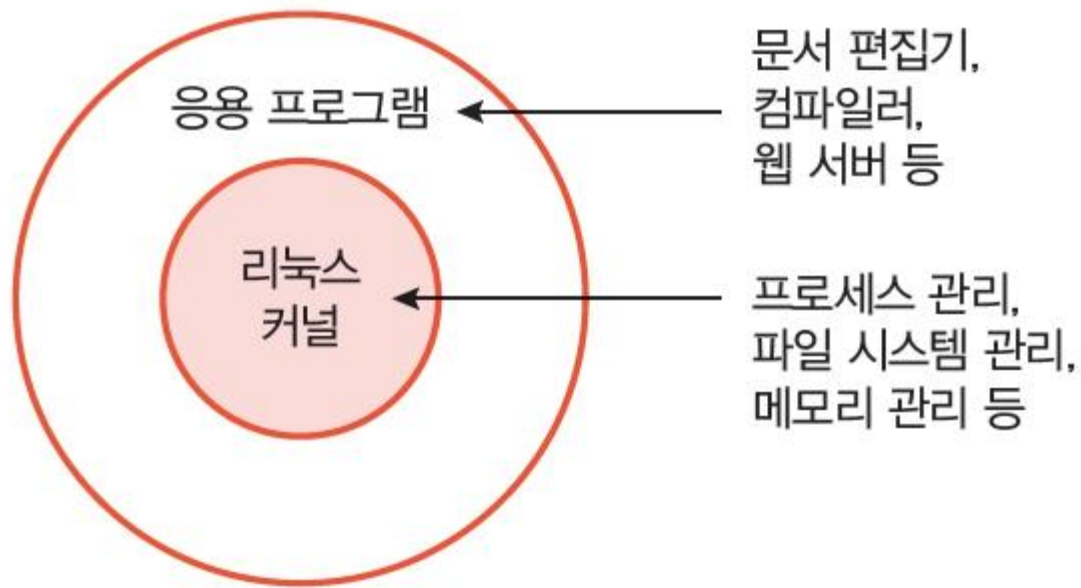 응용 프로그램
문서 편집기,
컴파일러,
웹 서버 등
리눅스
커널
프로세스 관리,
파일 시스템 관리,
메모리 관리 등